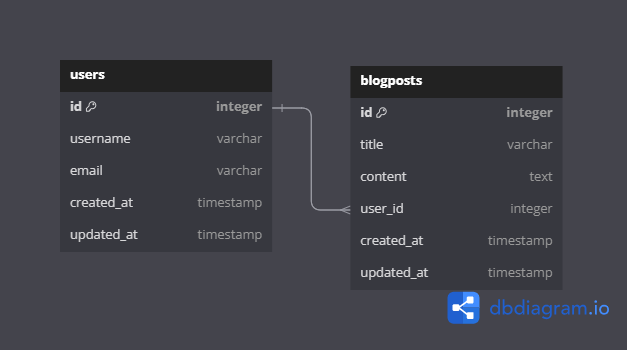 users
id integer
username varchar
email varchar
created_at timestamp
updated_at timestamp
blogposts
id integer
title varchar
content text
user_id integer
created_at timestamp
updated_at timestamp
dbdiagram.io